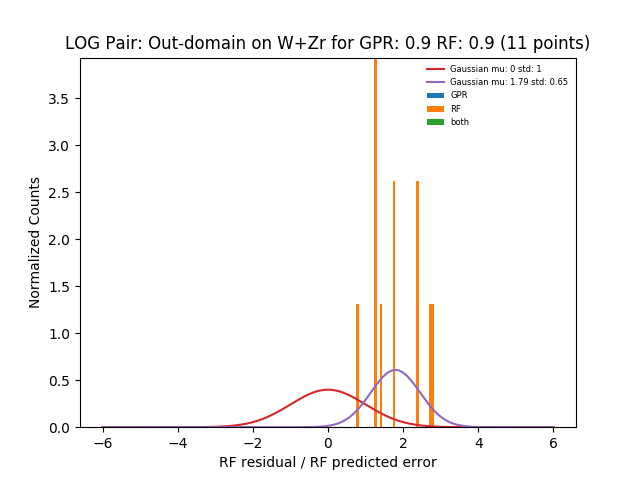 LOG Pair: Out-domain on W+Zr for GPR: 0.9 RF: 0.9 (11 points)
Gaussian mu: 0 std: 1
Gaussian mu: 1.79 std: 0.65
GPR
RF
both
Normalized Counts
3.5
3.0
2.5
2.0
1.5
1.0
0.5
0.0
−6
−4
−2
0
2
4
6
RF residual / RF predicted error